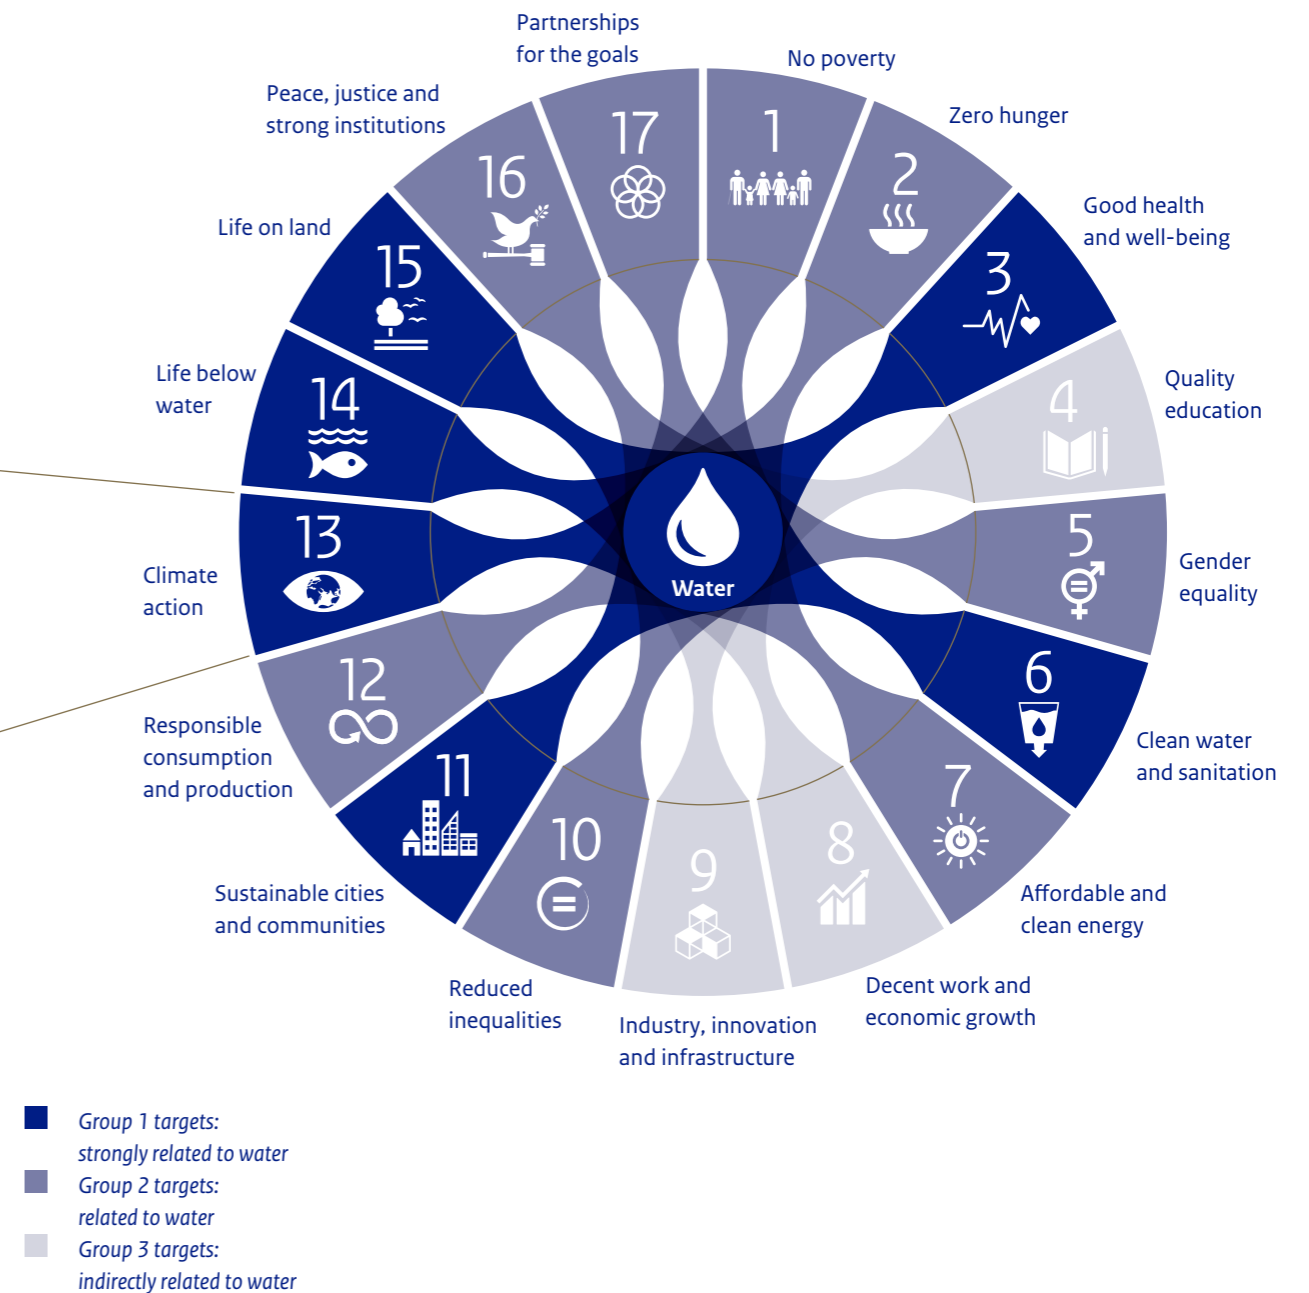 Partnerships
for the goals
No poverty
Zero hunger
Good health
and well-being
Quality
education
Gender
equality
Clean water
and sanitation
Affordable and
clean energy
Decent work and
economic growth
Industry, innovation
and infrastructure
Reduced
inequalities
Sustainable cities
and communities
Responsible
consumption
and production
Climate
action
Life below
water
Life on land
Peace, justice and
strong institutions
17
1
2
3
4
5
6
7
8
9
10
11
12
13
14
15
16
Water
Group 1 targets:
strongly related to water
Group 2 targets:
related to water
Group 3 targets:
indirectly related to water